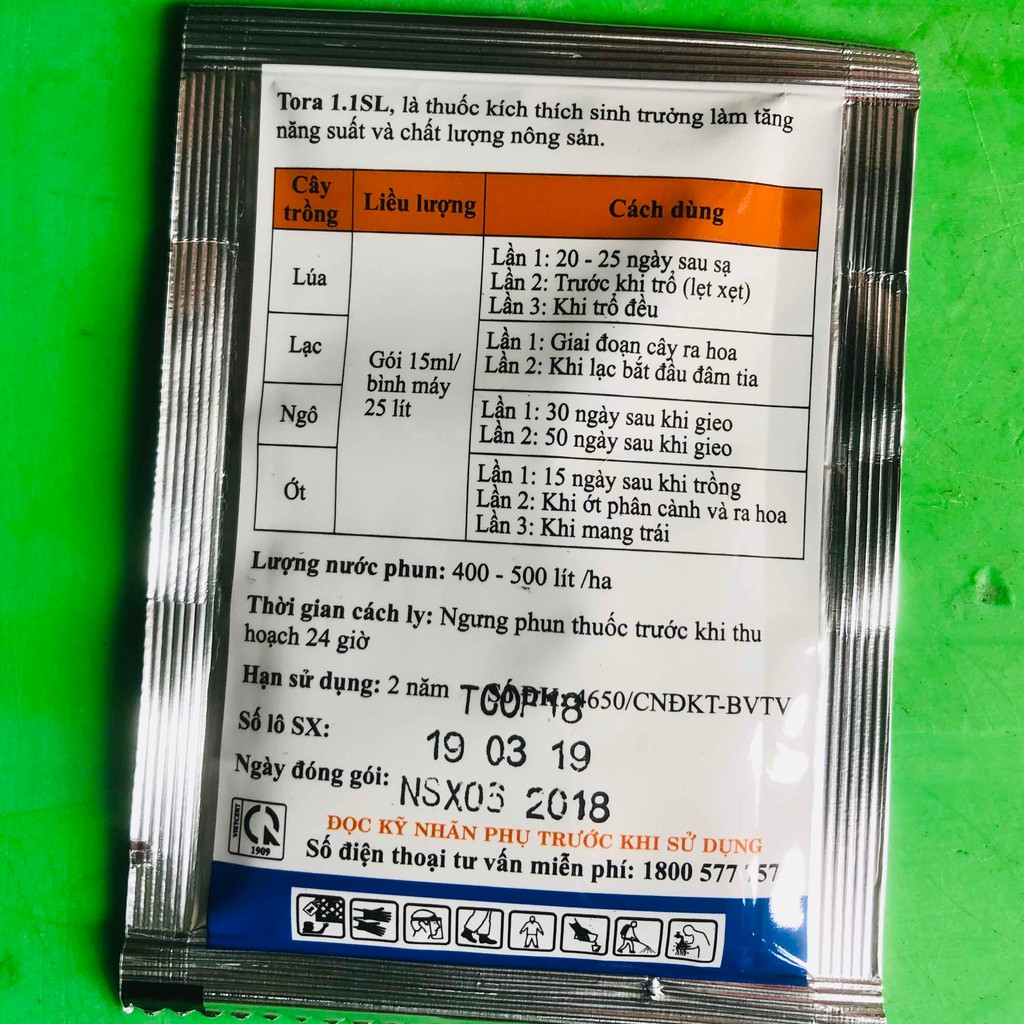 Tora 1.1SL, là thuốc kích thích sinh trưởng làm tăng
năng suất và chất lượng nông sản.
Cây trồng
Liều lượng
Cách dùng
Lúa
Gói 15ml/
bình máy
25 lít
Lần 1: 20 - 25 ngày sau sạ
Lần 2: Trước khi trổ (lẹt xẹt)
Lần 3: Khi trổ đều
Lạc
Lần 1: Giai đoạn cây ra hoa
Lần 2: Khi lạc bắt đầu đâm tia
Ngô
Lần 1: 30 ngày sau khi gieo
Lần 2: 50 ngày sau khi gieo
Ớt
Lần 1: 15 ngày sau khi trồng
Lần 2: Khi ớt phân cành và ra hoa
Lần 3: Khi mang trái
Lượng nước phun: 400 - 500 lít /ha
Thời gian cách ly: Ngưng phun thuốc trước khi thu
hoạch 24 giờ
Hạn sử dụng: 2 năm Số ĐK: 4650/CNĐKT-BVTV
Số lô SX:
19 03 19
Ngày đóng gói:
2018
ĐỌC KỸ NHÃN PHỤ TRƯỚC KHI SỬ DỤNG
Số điện thoại tư vấn miễn phí: 1800 577
VIETCERT
1909